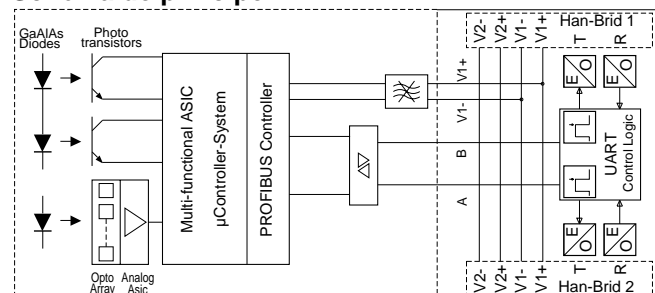 GaAlAs
Diodes
Photo
transistors
Multi-functional ASIC
µController-System
PROFIBUS Controller
Opto
Array
Analog
Asic
V1+
V1-
B
A
V2-
V2+
V1-
V1+
Han-Brid 1
T
R
E
O
E
O
UART
Control Logic
E
O
E
O
T
R
V2-
V2+
V1-
V1+
Han-Brid 2